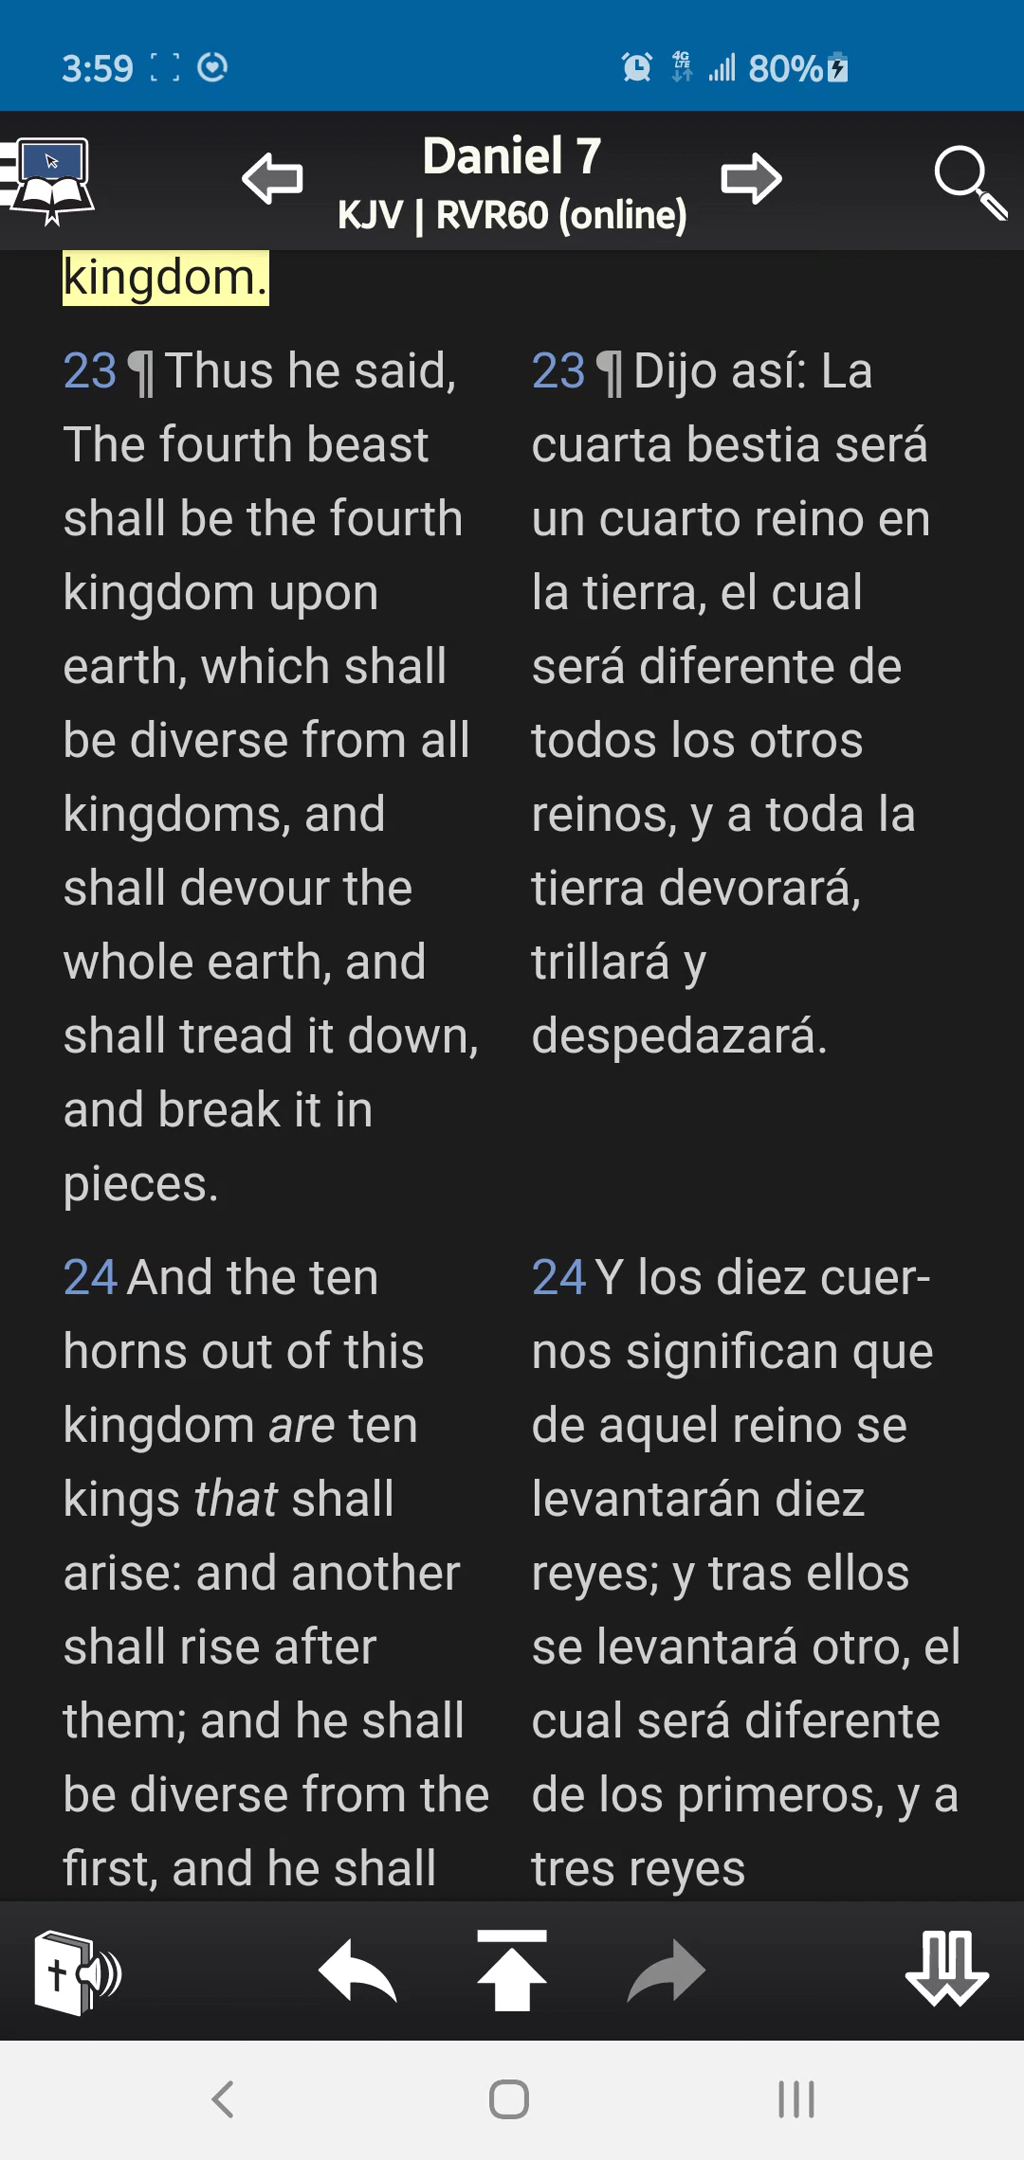 3:59
4G
LTE
80%
Daniel 7
KJV | RVR60 (online)
kingdom.
23 ¶ Thus he said,
The fourth beast
shall be the fourth
kingdom upon
earth, which shall
be diverse from all
kingdoms, and
shall devour the
whole earth, and
shall tread it down,
and break it in
pieces.
24 And the ten
horns out of this
kingdom are ten
kings that shall
arise: and another
shall rise after
them; and he shall
be diverse from the
first, and he shall
23 ¶ Dijo así: La
cuarta bestia será
un cuarto reino en
la tierra, el cual
será diferente de
todos los otros
reinos, y a toda la
tierra devorará,
trillará y
despedazará.
24 Y los diez cuer-
nos significan que
de aquel reino se
levantarán diez
reyes; y tras ellos
se levantará otro, el
cual será diferente
de los primeros, y a
tres reyes